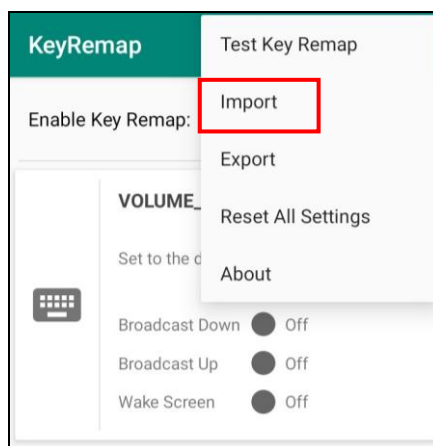 KeyRemap
Test Key Remap
Enable Key Remap:
Import
Export
VOLUME_
Reset All Settings
Set to the d
About
Broadcast Down Off
Broadcast Up Off
Wake Screen Off